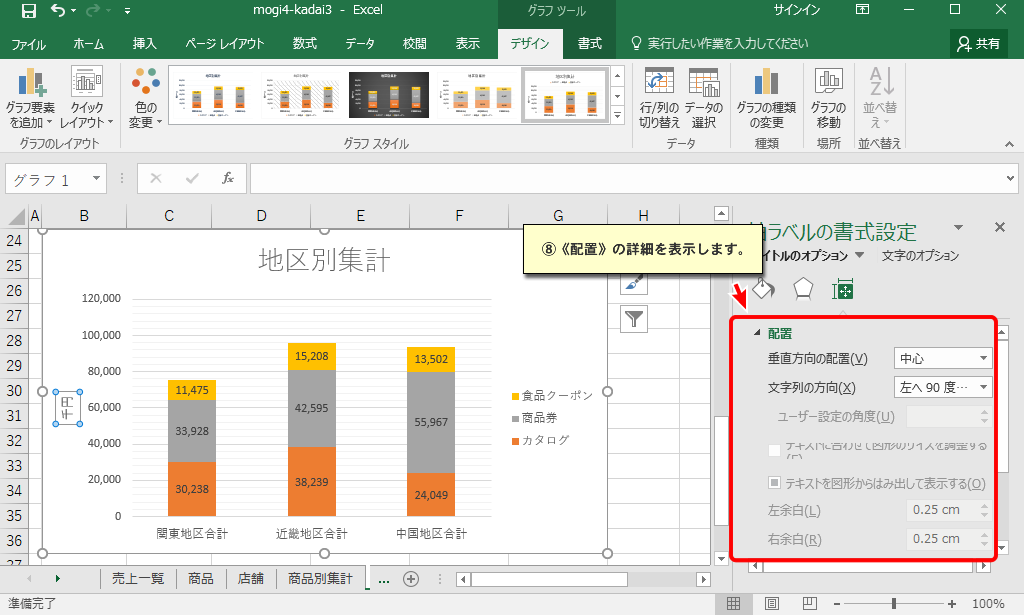 mogi4-kadai3 - Excel
グラフ ツール
サインイン
ファイル ホーム 挿入 ページ レイアウト 数式 データ 校閲 表示 デザイン 書式 実行したい作業を入力してください 共有
グラフ要素を追加
クイックレイアウト
色の変更
行/列の切り替え
データの選択
グラフの種類の変更
グラフの移動
並べ替え
グラフのレイアウト グラフ スタイル データ 種類 場所 並べ替え
グラフ 1
fx
A B C D E F G H
24
25
26
27
28
29
30
31
32
33
34
35
36
37
地区別集計
120,000
100,000
80,000
60,000
40,000
20,000
0
千円
11,475
33,928
30,238
15,208
42,595
38,239
13,502
55,967
24,049
関東地区合計 近畿地区合計 中国地区合計
食品クーポン
商品券
カタログ
⑧《配置》の詳細を表示します。
ラベルの書式設定
イトルのオプション 文字のオプション
配置
垂直方向の配置(V) 中心
文字列の方向(X) 左へ 90 度…
ユーザー設定の角度(U)
テキストに合わせて図形のサイズを調整する
(F)
テキストを図形からはみ出して表示する(O)
左余白(L) 0.25 cm
右余白(R) 0.25 cm
売上一覧 商品 店舗 商品別集計 ...
準備完了
100%